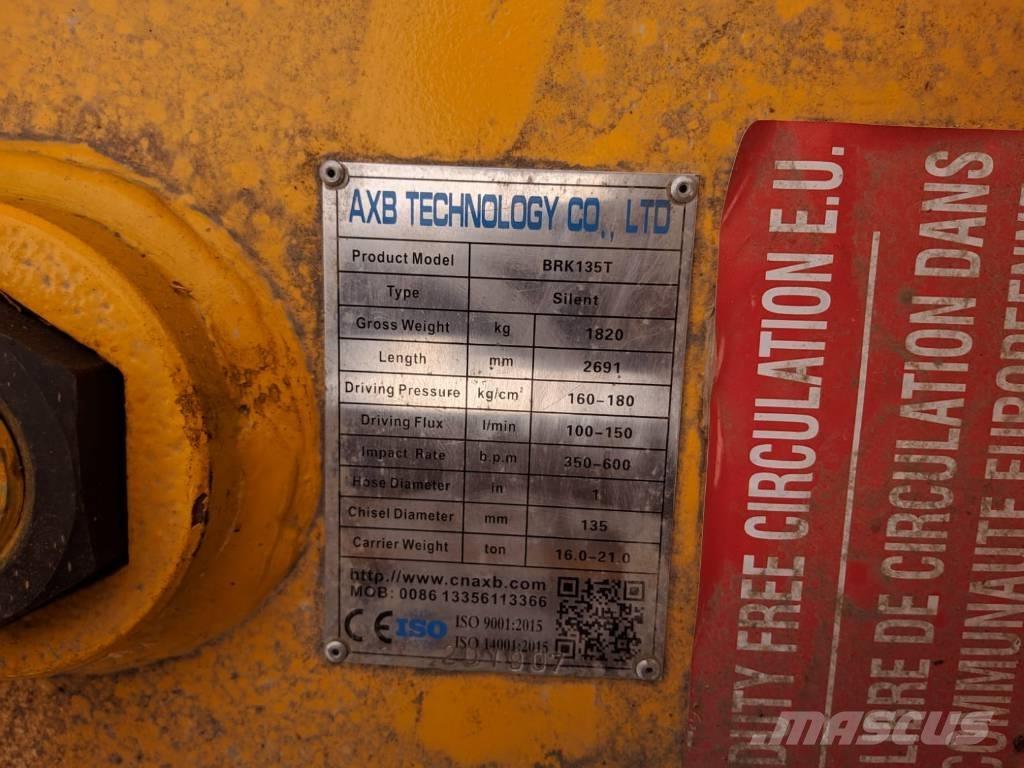 AXB TECHNOLOGY CO., LTD
Product Model BRK135T
Type Silent
Gross Weight kg 1820
Length mm 2691
Driving Pressure kg/cm² 160-180
Driving Flux l/min 100-150
Impact Rate b.p.m 350-600
Hose Diameter in 1
Chisel Diameter mm 135
Carrier Weight ton 16.0-21.0
http://www.cnaxb.com
MOB: 0086 13356113366
CE ISO ISO 9001:2015
ISO 14001:2015
DUTY FREE CIRCULATION E.U.
LIBRE DE CIRCULATION DANS
COMMUNAUTE
MASCUS